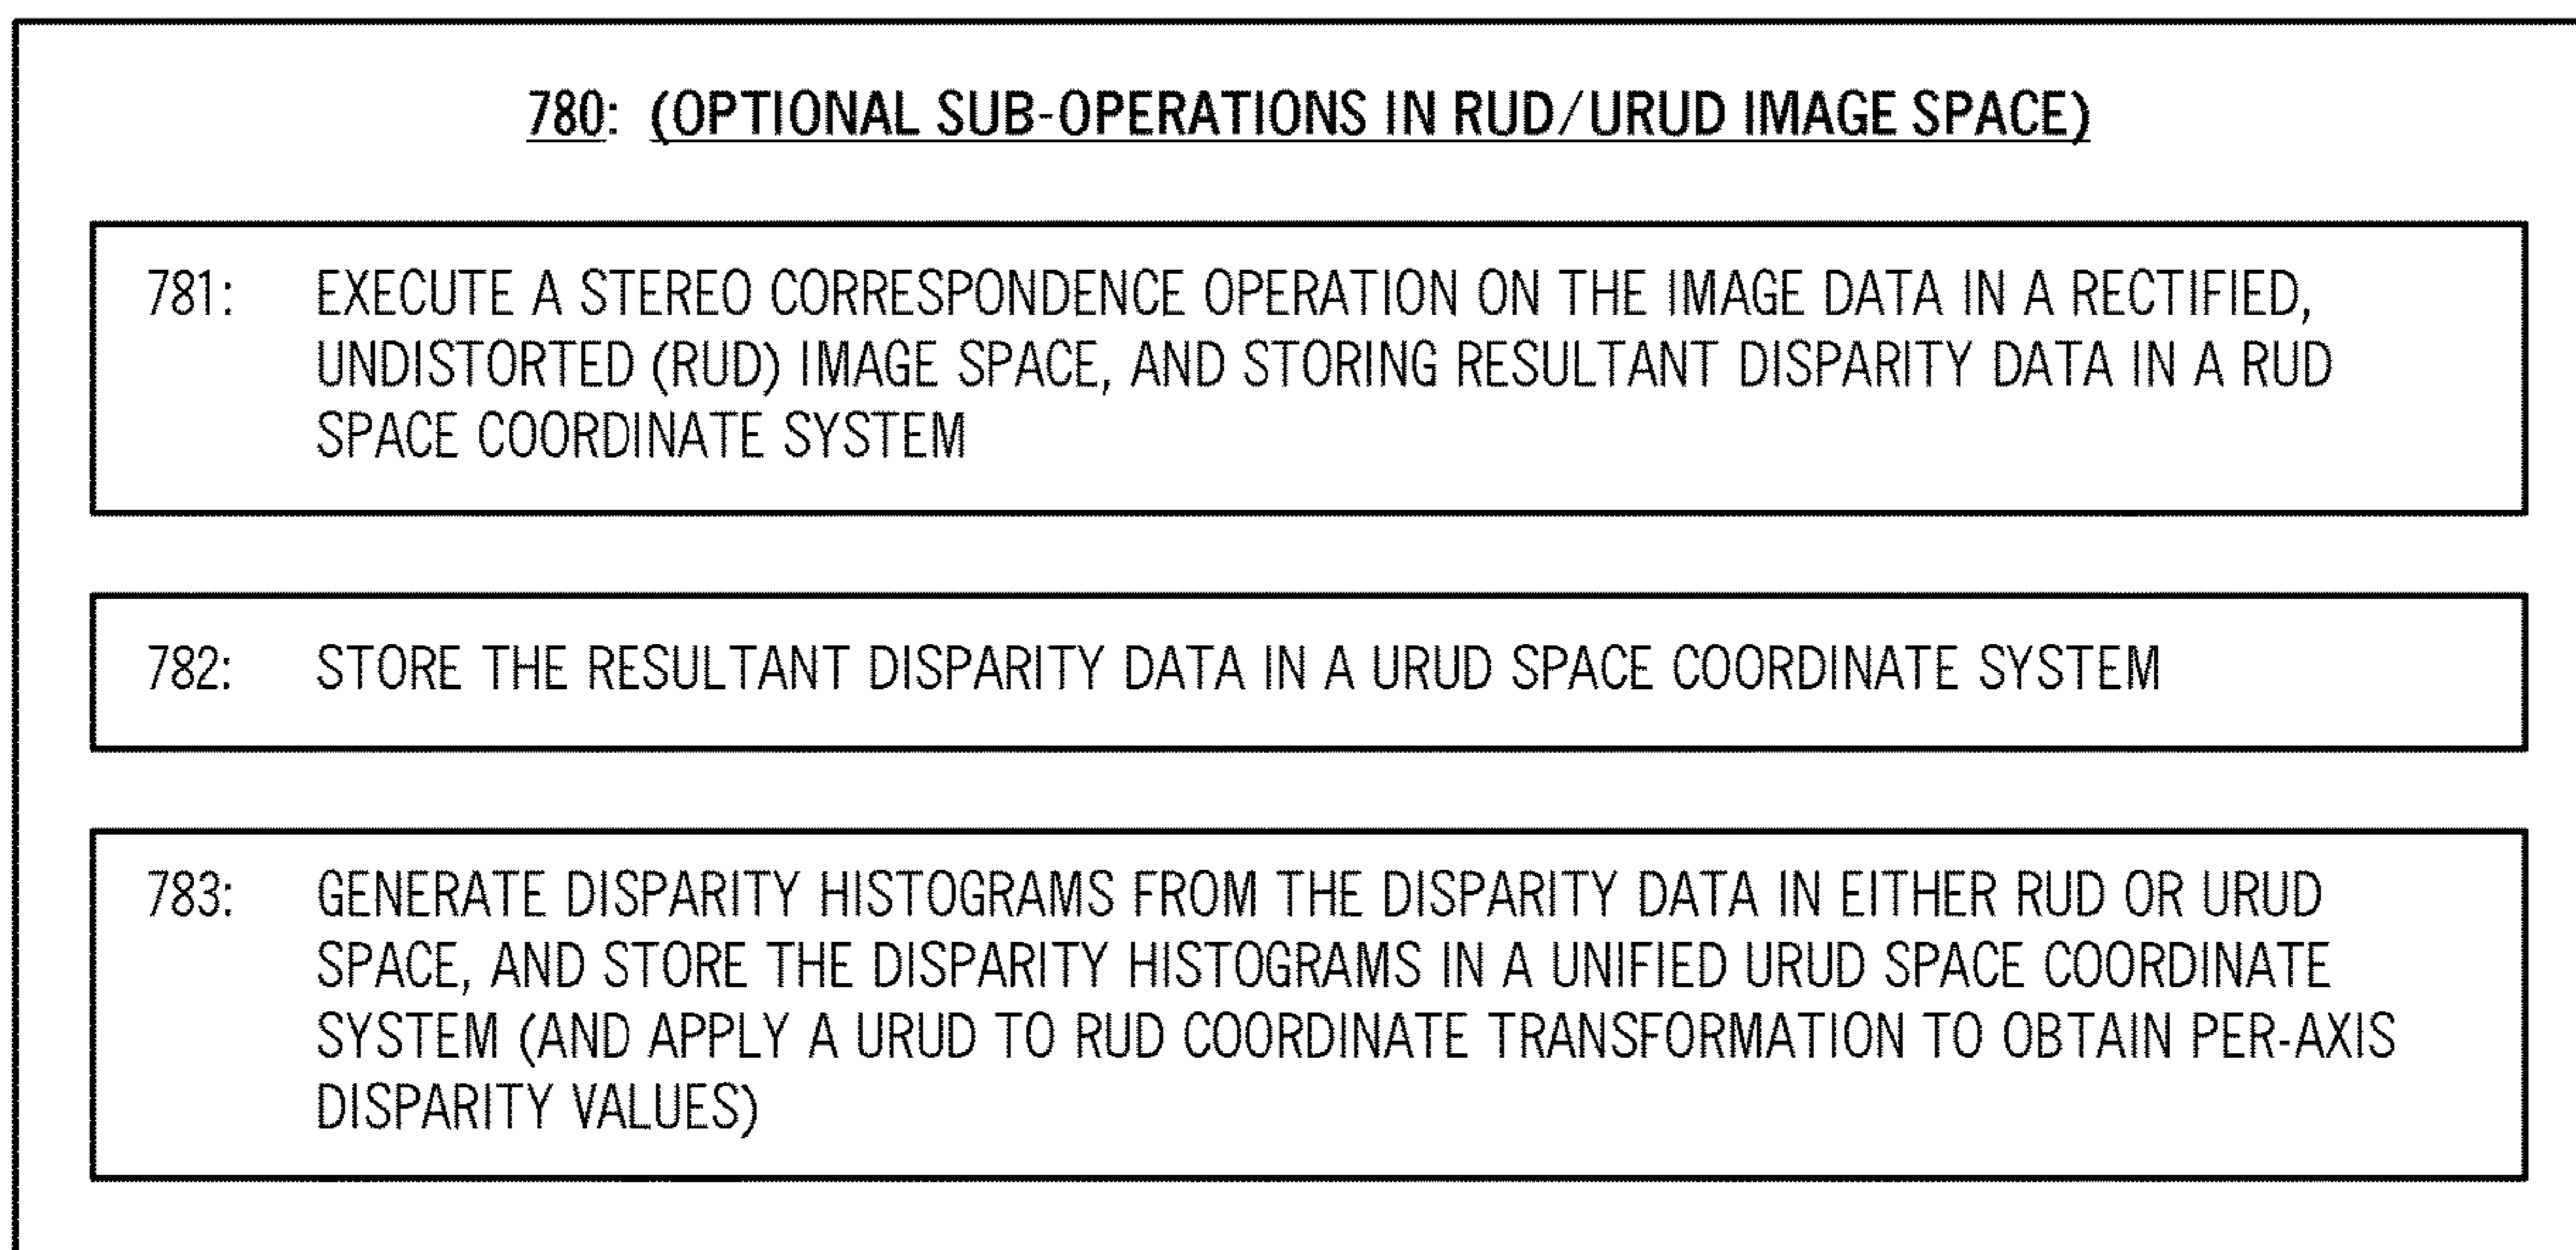 780: (OPTIONAL SUB-OPERATIONS IN RUD/URUD IMAGE SPACE)
781: EXECUTE A STEREO CORRESPONDENCE OPERATION ON THE IMAGE DATA IN A RECTIFIED,
UNDISTORTED (RUD) IMAGE SPACE, AND STORING RESULTANT DISPARITY DATA IN A RUD
SPACE COORDINATE SYSTEM
782: STORE THE RESULTANT DISPARITY DATA IN A URUD SPACE COORDINATE SYSTEM
783: GENERATE DISPARITY HISTOGRAMS FROM THE DISPARITY DATA IN EITHER RUD OR URUD
SPACE, AND STORE THE DISPARITY HISTOGRAMS IN A UNIFIED URUD SPACE COORDINATE
SYSTEM (AND APPLY A URUD TO RUD COORDINATE TRANSFORMATION TO OBTAIN PER-AXIS
DISPARITY VALUES)